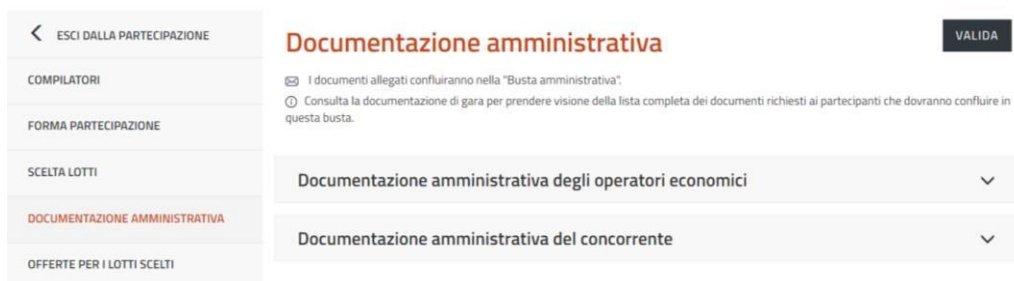 ESCI DALLA PARTECIPAZIONE
COMPILATORI
FORMA PARTECIPAZIONE
SCELTA LOTTI
DOCUMENTAZIONE AMMINISTRATIVA
OFFERTE PER I LOTTI SCELTI
Documentazione amministrativa
VALIDA
I documenti allegati confluiranno nella "Busta amministrativa".
Consulta la documentazione di gara per prendere visione della lista completa dei documenti richiesti ai partecipanti che dovranno confluire in
questa busta.
Documentazione amministrativa degli operatori economici
Documentazione amministrativa del concorrente